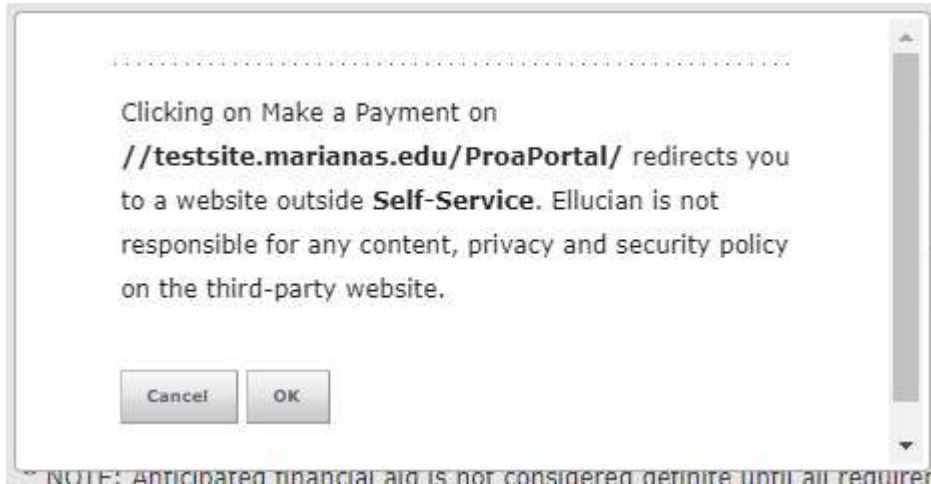 Clicking on Make a Payment on
//testsite.marianas.edu/ProaPortal/ redirects you
to a website outside Self-Service. Ellucian is not
responsible for any content, privacy and security policy
on the third-party website.
Cancel OK
* NOTE: Anticipated financial aid is not considered definite until all